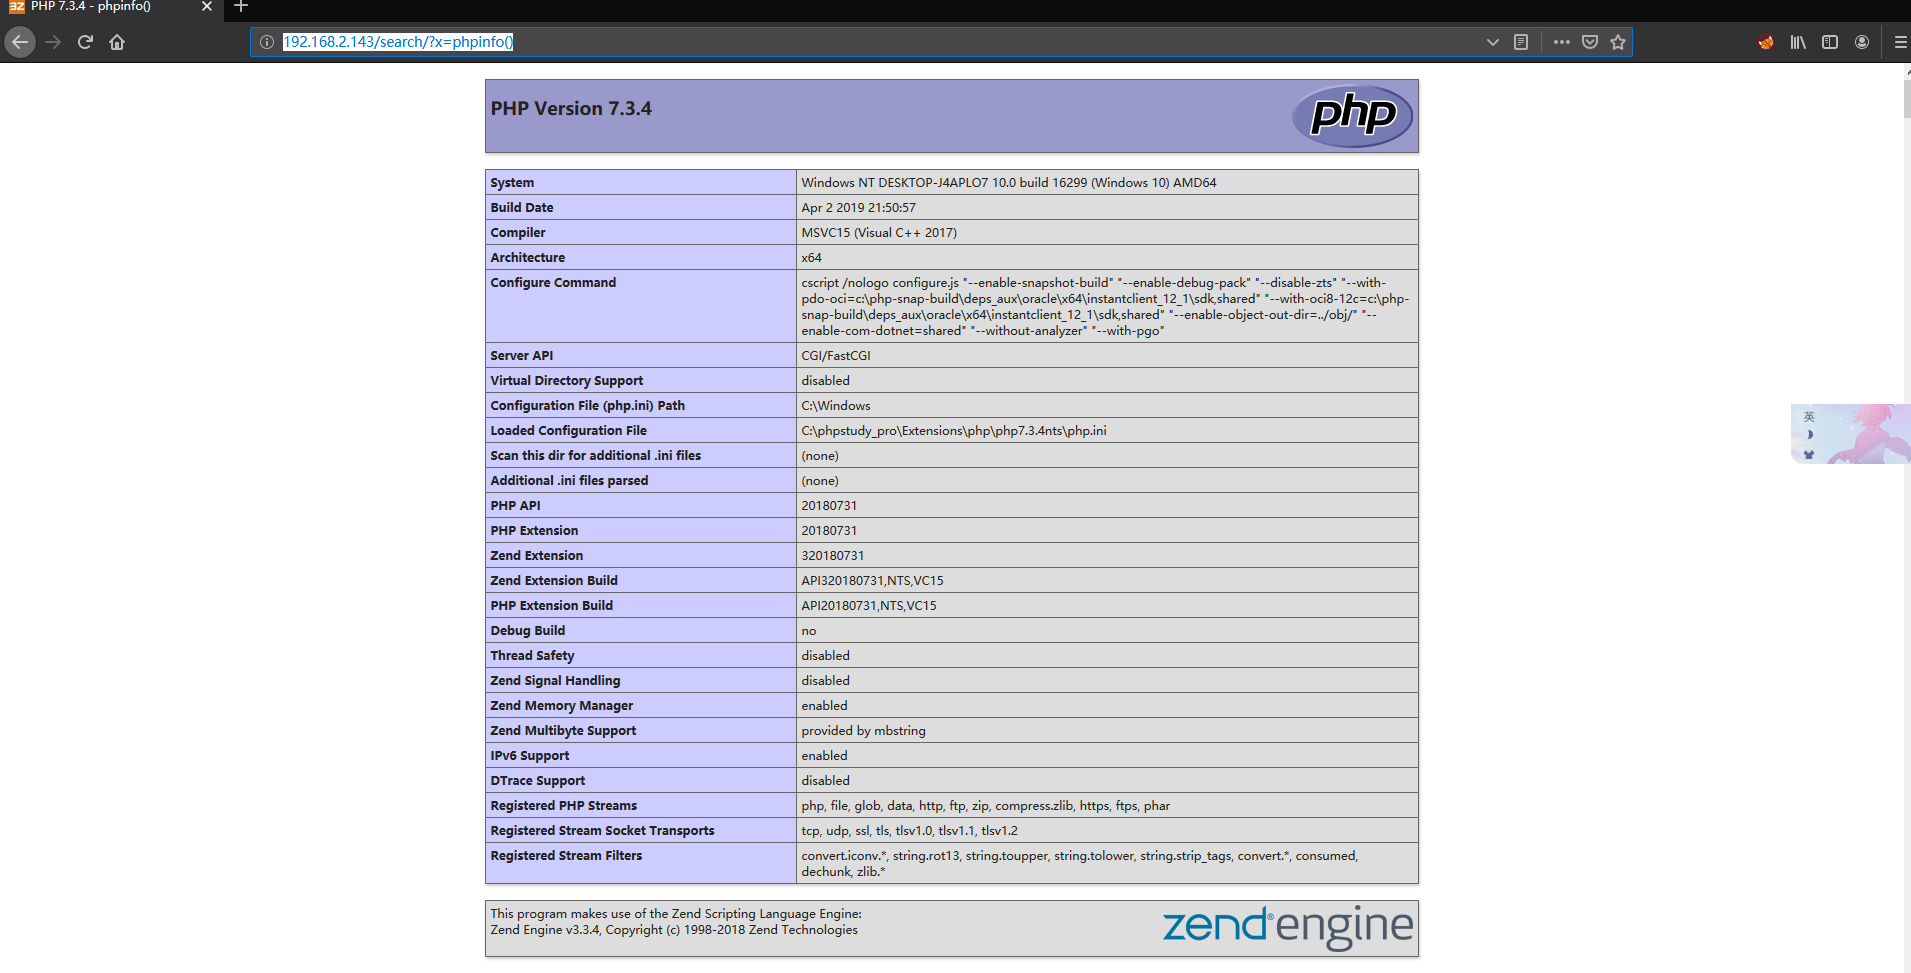 PHP 7.3.4 - phpinfo()
192.168.2.143/search/?x=phpinfo()
PHP Version 7.3.4
php
System Windows NT DESKTOP-J4APLO7 10.0 build 16299 (Windows 10) AMD64
Build Date Apr 2 2019 21:50:57
Compiler MSVC15 (Visual C++ 2017)
Architecture x64
Configure Command cscript /nologo configure.js "--enable-snapshot-build" "--enable-debug-pack" "--disable-zts" "--with-
pdo-oci=c:\php-snap-build\deps_aux\oracle\x64\instantclient_12_1\sdk,shared" "--with-oci8-12c=c:\php-
snap-build\deps_aux\oracle\x64\instantclient_12_1\sdk,shared" "--enable-object-out-dir=../obj/" "--
enable-com-dotnet=shared" "--without-analyzer" "--with-pgo"
Server API CGI/FastCGI
Virtual Directory Support disabled
Configuration File (php.ini) Path C:\Windows
Loaded Configuration File C:\phpstudy_pro\Extensions\php\php7.3.4nts\php.ini
Scan this dir for additional .ini files (none)
Additional .ini files parsed (none)
PHP API 20180731
PHP Extension 20180731
Zend Extension 320180731
Zend Extension Build API320180731,NTS,VC15
PHP Extension Build API20180731,NTS,VC15
Debug Build no
Thread Safety disabled
Zend Signal Handling disabled
Zend Memory Manager enabled
Zend Multibyte Support provided by mbstring
IPv6 Support enabled
DTrace Support disabled
Registered PHP Streams php, file, glob, data, http, ftp, zip, compress.zlib, https, ftps, phar
Registered Stream Socket Transports tcp, udp, ssl, tls, tlsv1.0, tlsv1.1, tlsv1.2
Registered Stream Filters convert.iconv.*, string.rot13, string.toupper, string.tolower, string.strip_tags, convert.*, consumed,
dechunk, zlib.*
This program makes use of the Zend Scripting Language Engine:
Zend Engine v3.3.4, Copyright (c) 1998-2018 Zend Technologies
zend®engine
英